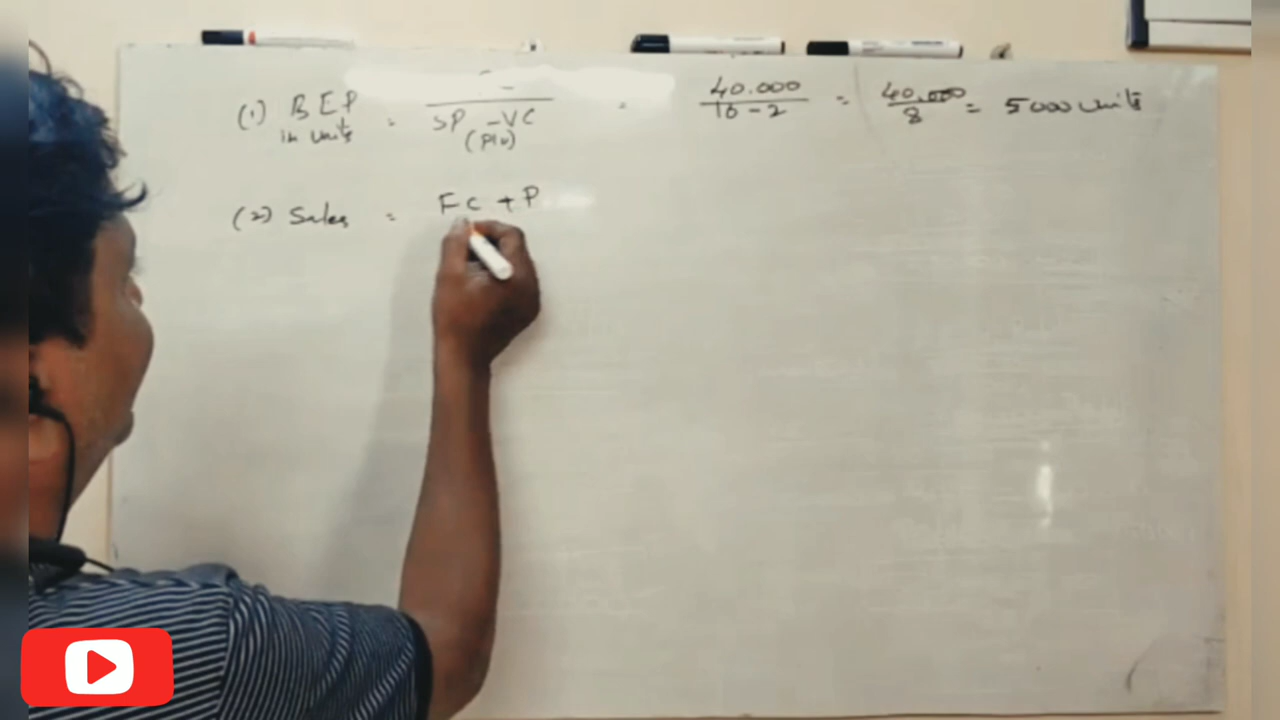 (1) BEP in units = SP - VC (P/U) = 40.000 / 10 - 2 = 40.000 / 8 = 5000 units
(2) Sales = FC + P